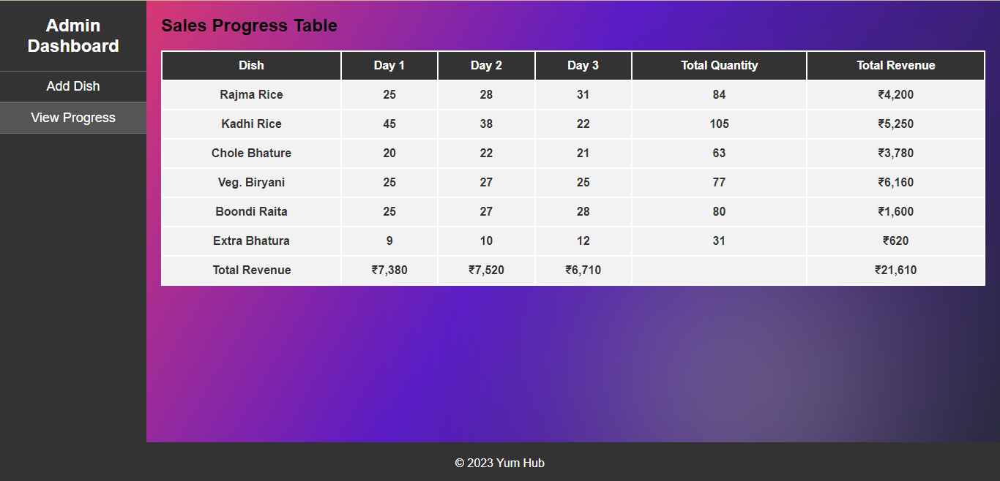 Admin
Dashboard
Add Dish
View Progress
Sales Progress Table
Dish Day 1 Day 2 Day 3 Total Quantity Total Revenue
Rajma Rice 25 28 31 84 ₹4,200
Kadhi Rice 45 38 22 105 ₹5,250
Chole Bhature 20 22 21 63 ₹3,780
Veg. Biryani 25 27 25 77 ₹6,160
Boondi Raita 25 27 28 80 ₹1,600
Extra Bhatura 9 10 12 31 ₹620
Total Revenue ₹7,380 ₹7,520 ₹6,710 ₹21,610
© 2023 Yum Hub